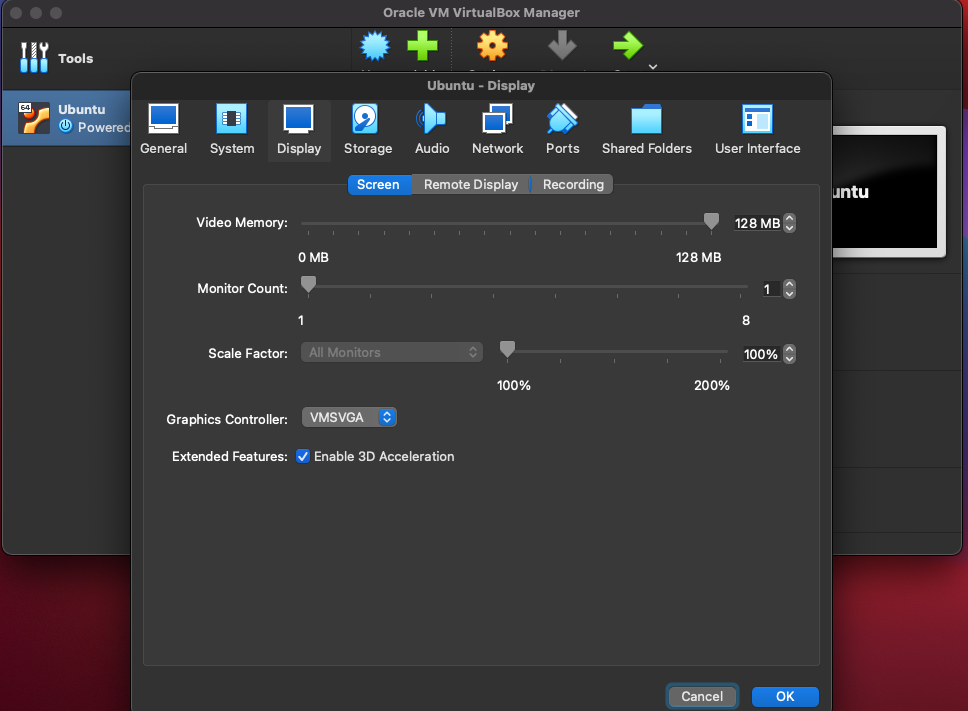 Oracle VM VirtualBox Manager
Tools
Ubuntu - Display
64
Ubuntu
Powered
General
System
Display
Storage
Audio
Network
Ports
Shared Folders
User Interface
Screen
Remote Display
Recording
untu
Video Memory:
128 MB
0 MB
128 MB
Monitor Count:
1
1
8
Scale Factor:
All Monitors
100%
100%
200%
Graphics Controller:
VMSVGA
Extended Features:
Enable 3D Acceleration
Cancel
OK